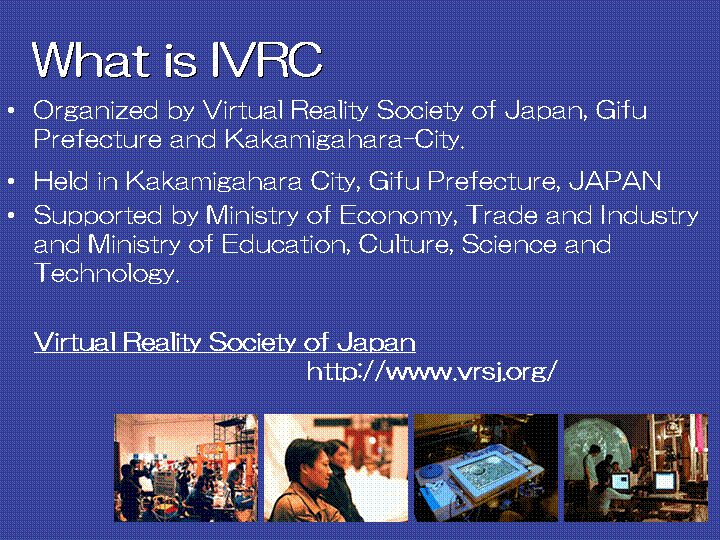 What is IVRC
• Organized by Virtual Reality Society of Japan, Gifu
Prefecture and Kakamigahara-City.
• Held in Kakamigahara City, Gifu Prefecture, JAPAN
• Supported by Ministry of Economy, Trade and Industry
and Ministry of Education, Culture, Science and
Technology.
Virtual Reality Society of Japan
http://www.vrsj.org/